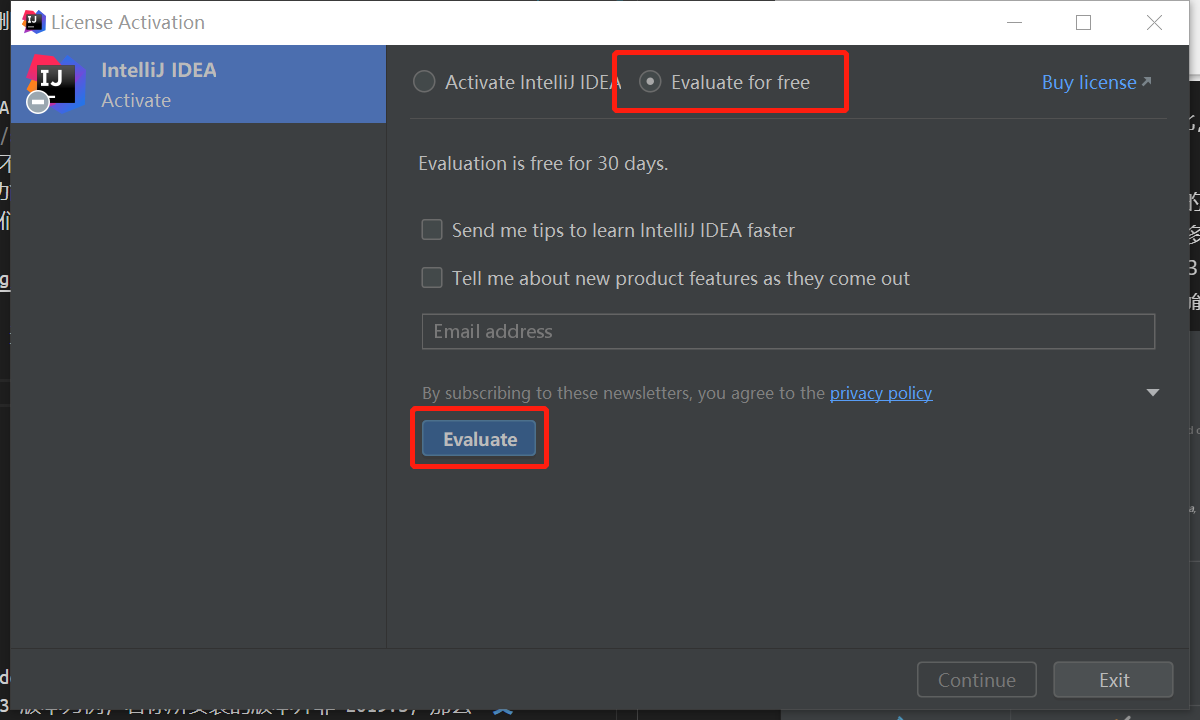 License Activation
IJ
IntelliJ IDEA
Activate
Activate IntelliJ IDEA
Evaluate for free
Buy license
Evaluation is free for 30 days.
Send me tips to learn IntelliJ IDEA faster
Tell me about new product features as they come out
Email address
By subscribing to these newsletters, you agree to the privacy policy
Evaluate
Continue
Exit